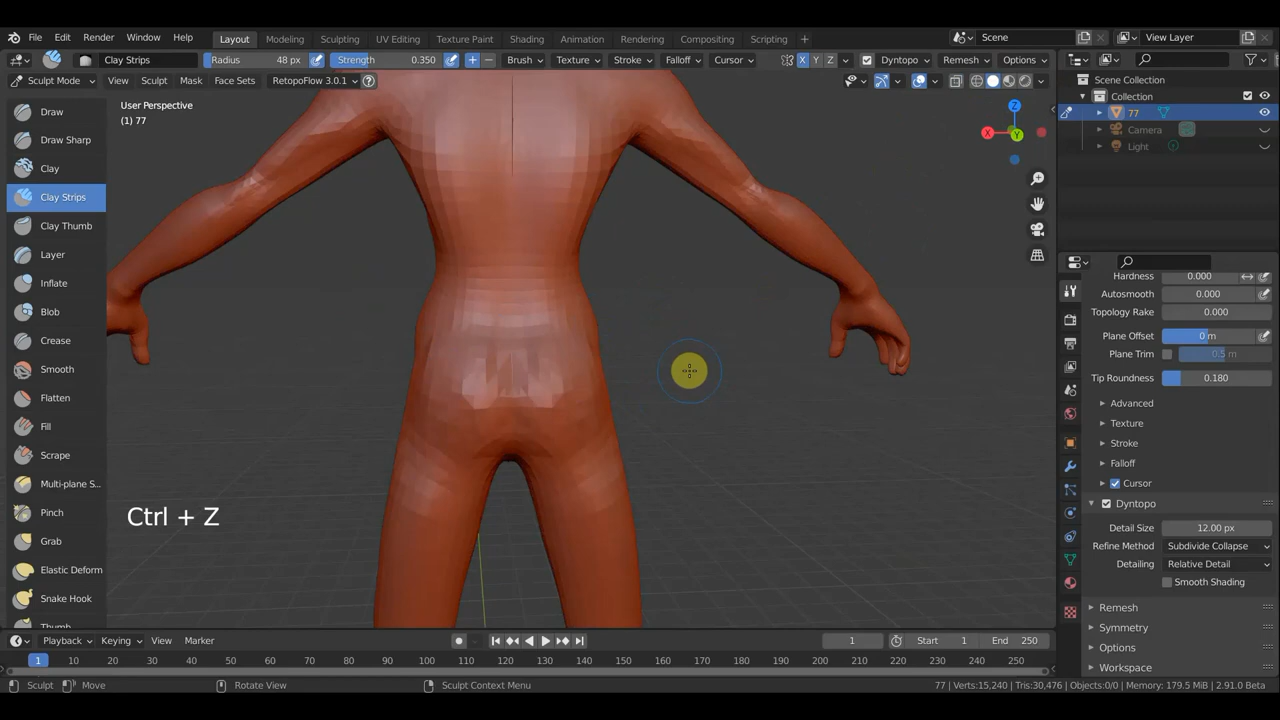 File Edit Render Window Help Layout Modeling Sculpting UV Editing Texture Paint Shading Animation Rendering Compositing Scripting + Scene View Layer
Clay Strips Radius 48 px Strength 0.350 + − Brush Texture Stroke Falloff Cursor X Y Z Dyntopo Remesh Options
Sculpt Mode View Sculpt Mask Face Sets RetopoFlow 3.0.1 ?
Scene Collection
Collection
77
Camera
Light
User Perspective
(1) 77
Z
X
Y
Draw
Draw Sharp
Clay
Clay Strips
Clay Thumb
Layer
Inflate
Blob
Crease
Smooth
Flatten
Fill
Scrape
Multi-plane S...
Pinch
Grab
Elastic Deform
Snake Hook
Thumb
Ctrl + Z
Hardness 0.000
Autosmooth 0.000
Topology Rake 0.000
Plane Offset 0 m
Plane Trim 0.5 m
Tip Roundness 0.180
Advanced
Texture
Stroke
Falloff
Cursor
Dyntopo
Detail Size 12.00 px
Refine Method Subdivide Collapse
Detailing Relative Detail
Smooth Shading
Remesh
Symmetry
Options
Workspace
Playback Keying View Marker 1 Start 1 End 250
1 10 20 30 40 50 60 70 80 90 100 110 120 130 140 150 160 170 180 190 200 210 220 230 240 250
Sculpt Move Rotate View Sculpt Context Menu 77 | Verts:15,240 | Tris:30,476 | Objects:0/0 | Memory: 179.5 MiB | 2.91.0 Beta